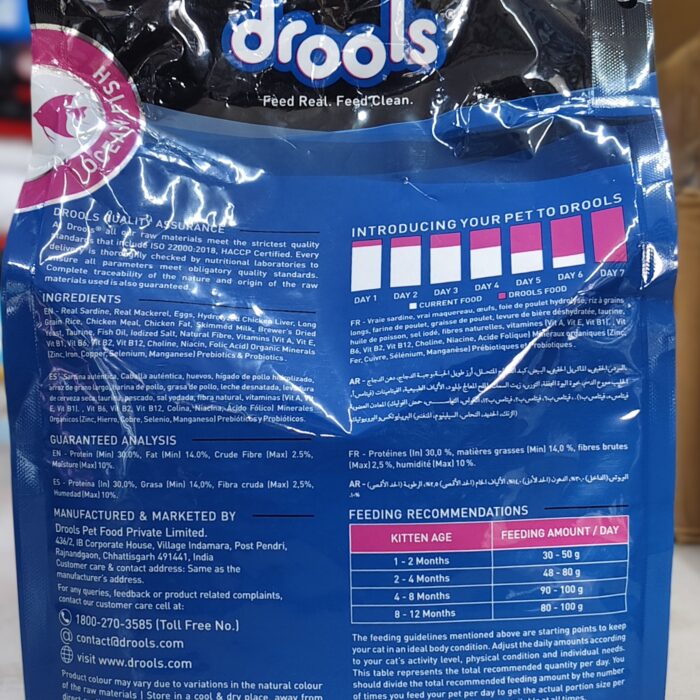 drools
Feed Real. Feed Clean.
OCEAN FISH
DROOLS QUALITY ASSURANCE
At Drools® all our raw materials meet the strictest quality
standards that include ISO 22000:2018, HACCP Certified. Every
delivery is thoroughly checked by nutritional laboratories to
ensure all parameters meet obligatory quality standards.
Complete traceability of the nature and origin of the raw
materials used is also guaranteed.
INGREDIENTS
EN - Real Sardine, Real Mackerel, Eggs, Chicken Liver, Long
Grain Rice, Chicken Meal, Chicken Fat, Skimmed Milk, Brewer's Dried
Yeast, Taurine, Fish Oil, Iodized Salt, Natural Fibre, Vitamins (Vit A, Vit E,
Vit B1, Vit B6, Vit B2, Vit B12, Choline, Niacin, Folic Acid) Organic Minerals
(Zinc, Iron, Copper, Selenium, Manganese) Prebiotics & Probiotics.
ES - Sardina auténtica, Caballa auténtica, huevos, hígado de pollo hidrolizado,
arroz de grano largo, harina de pollo, grasa de pollo, leche desnatada, levadura
de cerveza seca, taurina, pescado, sal yodada, fibra natural, vitaminas (Vit A, Vit
E, Vit B1, Vit B6, Vit B2, Vit B12, Colina, Niacina, Ácido Fólico) Minerales
Orgánicos (Zinc, Hierro, Cobre, Selenio, Manganeso) Prebióticos y Probióticos.
GUARANTEED ANALYSIS
EN - Protein (Min) 30.0%, Fat (Min) 14.0%, Crude Fibre (Max) 2.5%,
Moisture (Max) 10%.
ES - Proteína (Min) 30.0%, Grasa (Min) 14,0%, Fibra cruda (Max) 2,5%,
Humedad (Max) 10%.
MANUFACTURED & MARKETED BY
Drools Pet Food Private Limited.
436/2, IB Corporate House, Village Indamara, Post Pendri,
Rajnandgaon, Chhattisgarh 491441, India
Customer care & contact address: Same as the
manufacturer's address.
For any queries, feedback or product related complaints,
contact our customer care cell at:
1800-270-3585 (Toll Free No.)
contact@drools.com
visit www.drools.com
Product colour may vary due to variations in the natural colour
of the raw materials | Store in a cool & dry place, away from
INTRODUCING YOUR PET TO DROOLS
DAY 1 DAY 2 DAY 3 DAY 4 DAY 5 DAY 6 DAY 7
CURRENT FOOD DROOLS FOOD
FR - Vraie sardine, vrai maquereau, œufs, foie de poulet hydrolysé, riz à grains
longs, farine de poulet, graisse de poulet, levure de bière déshydratée, taurine,
huile de poisson, sel iodé, fibres naturelles, vitamines (Vit A, Vit E, Vit B1, Vit
B6, Vit B2, Vit B12, Choline, Niacine, Acide Folique) Minéraux organiques (Zinc,
Fer, Cuivre, Sélénium, Manganèse) Prébiotiques et Probiotiques.
AR -
FR - Protéines (In) 30,0 %, matières grasses (Min) 14,0 %, fibres brutes
(Max) 2,5 %, humidité (Max) 10 %.
AR -
FEEDING RECOMMENDATIONS
KITTEN AGE FEEDING AMOUNT / DAY
1 - 2 Months 30 - 50 g
2 - 4 Months 48 - 80 g
4 - 8 Months 90 - 100 g
8 - 12 Months 80 - 100 g
The feeding guidelines mentioned above are starting points to keep
your cat in an ideal body condition. Adjust the daily amounts according
to your cat's activity level, physical condition and individual needs.
This table represents the total recommended quantity per day. You
should divide the total recommended feeding amount by the number
of times you feed your pet per day to get the actual portion size per